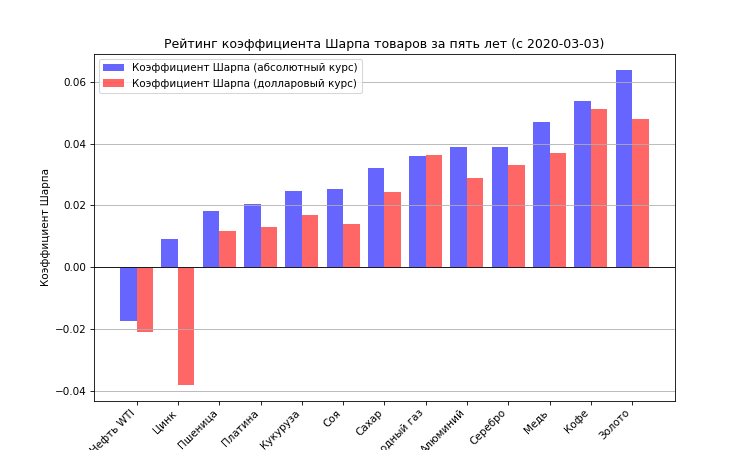 Рейтинг коэффициента Шарпа товаров за пять лет (с 2020-03-03)
Коэффициент Шарпа (абсолютный курс)
Коэффициент Шарпа (долларовый курс)
Коэффициент Шарпа
0.06
0.04
0.02
0.00
−0.02
−0.04
Нефть WTI
Цинк
Пшеница
Платина
Кукуруза
Соя
Сахар
одный газ
Алюминий
Серебро
Медь
Кофе
Золото